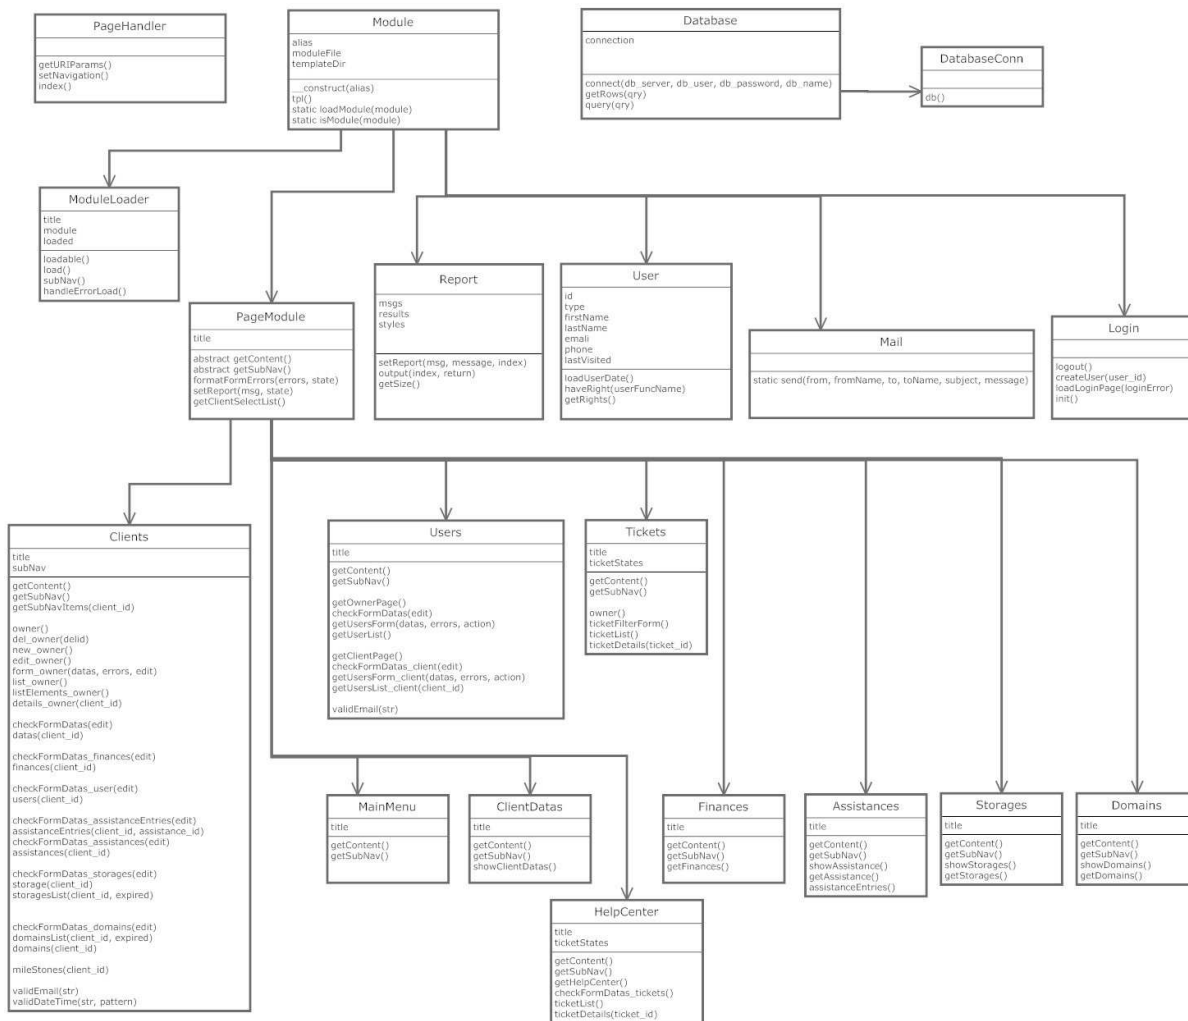 PageHandler
getURIParams()
setNavigation()
index()
Module
alias
moduleFile
templateDir
__construct(alias)
tpl()
static loadModule(module)
static isModule(module)
Database
connection
connect(db_server, db_user, db_password, db_name)
getRows(qry)
query(qry)
DatabaseConn
db()
ModuleLoader
title
module
loaded
loadable()
load()
subNav()
handleErrorLoad()
PageModule
title
abstract getContent()
abstract getSubNav()
formatFormErrors(errors, state)
setReport(msg, state)
getClientSelectList()
Report
msgs
results
styles
setReport(msg, message, index)
output(index, return)
getSize()
User
id
type
firstName
lastName
emali
phone
lastVisited
loadUserDate()
haveRight(userFuncName)
getRights()
Mail
static send(from, fromName, to, toName, subject, message)
Login
logout()
createUser(user_id)
loadLoginPage(loginError)
init()
Clients
title
subNav
getContent()
getSubNav()
getSubNavItems(client_id)
owner()
del_owner(delid)
new_owner()
edit_owner()
form_owner(datas, errors, edit)
list_owner()
listElements_owner()
details_owner(client_id)
checkFormDatas(edit)
datas(client_id)
checkFormDatas_finances(edit)
finances(client_id)
checkFormDatas_user(edit)
users(client_id)
checkFormDatas_assistanceEntries(edit)
assistanceEntries(client_id, assistance_id)
checkFormDatas_assistances(edit)
assistances(client_id)
checkFormDatas_storages(edit)
storage(client_id)
storagesList(client_id, expired)
checkFormDatas_domains(edit)
domainsList(client_id, expired)
domains(client_id)
mileStones(client_id)
validEmail(str)
validDateTime(str, pattern)
Users
title
getContent()
getSubNav()
getOwnerPage()
checkFormDatas(edit)
getUsersForm(datas, errors, action)
getUserList()
getClientPage()
checkFormDatas_client(edit)
getUsersForm_client(datas, errors, action)
getUsersList_client(client_id)
validEmail(str)
Tickets
title
ticketStates
getContent()
getSubNav()
owner()
ticketFilterForm()
ticketList()
ticketDetails(ticket_id)
MainMenu
title
getContent()
getSubNav()
ClientDatas
title
getContent()
getSubNav()
showClientDatas()
Finances
title
getContent()
getSubNav()
getFinances()
Assistances
title
getContent()
getSubNav()
showAssistance()
getAssistance()
assistanceEntries()
Storages
title
getContent()
getSubNav()
showStorages()
getStorages()
Domains
title
getContent()
getSubNav()
showDomains()
getDomains()
HelpCenter
title
ticketStates
getContent()
getSubNav()
getHelpCenter()
checkFormDatas_tickets()
ticketList()
ticketDetails(ticket_id)